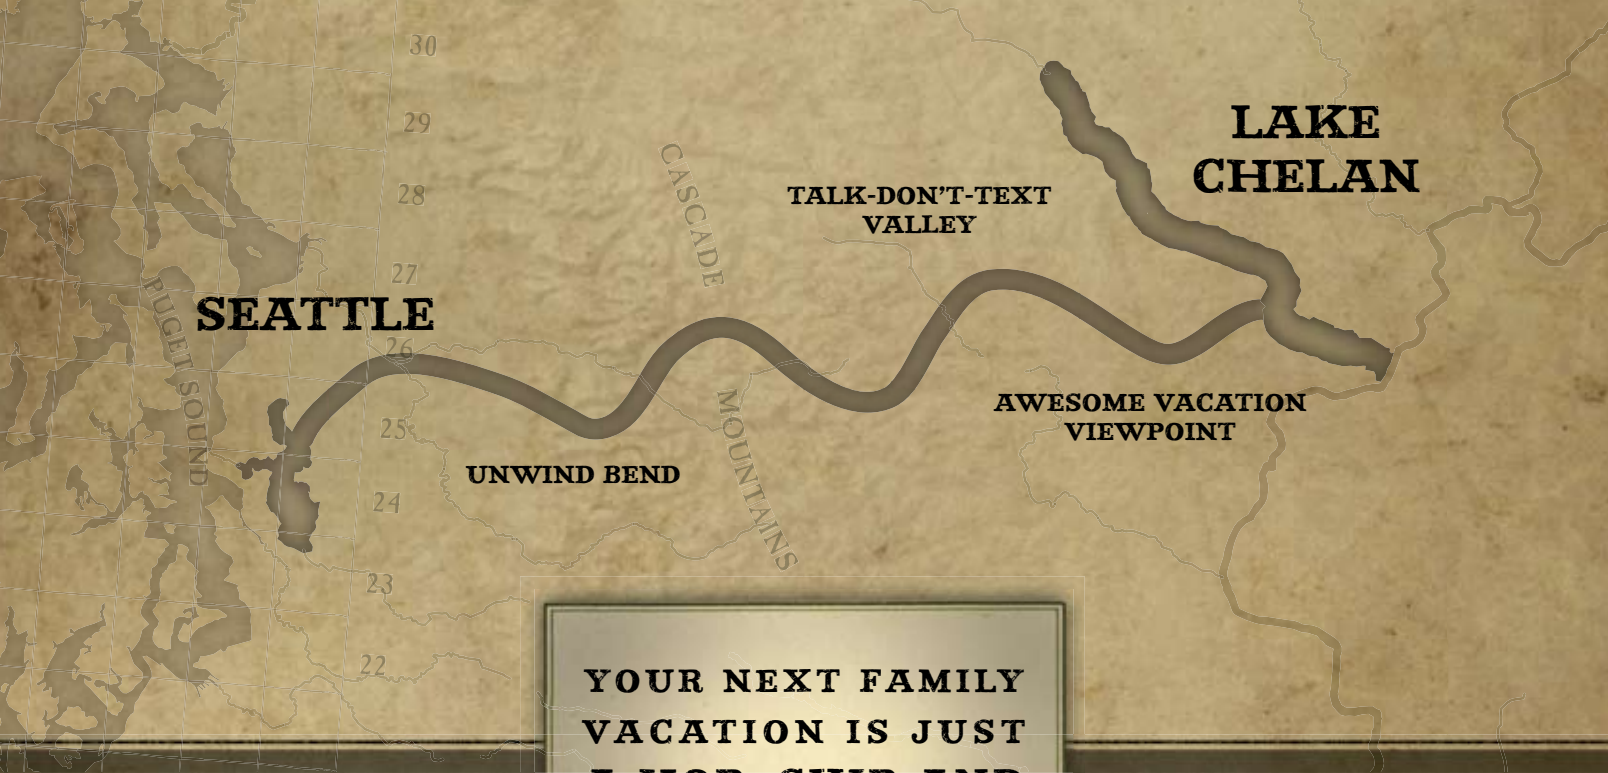 30
29
28
27
26
25
24
23
22
CASCADE
MOUNTAINS
PUGET SOUND
LAKE
CHELAN
TALK-DON'T-TEXT
VALLEY
SEATTLE
AWESOME VACATION
VIEWPOINT
UNWIND BEND
YOUR NEXT FAMILY
VACATION IS JUST